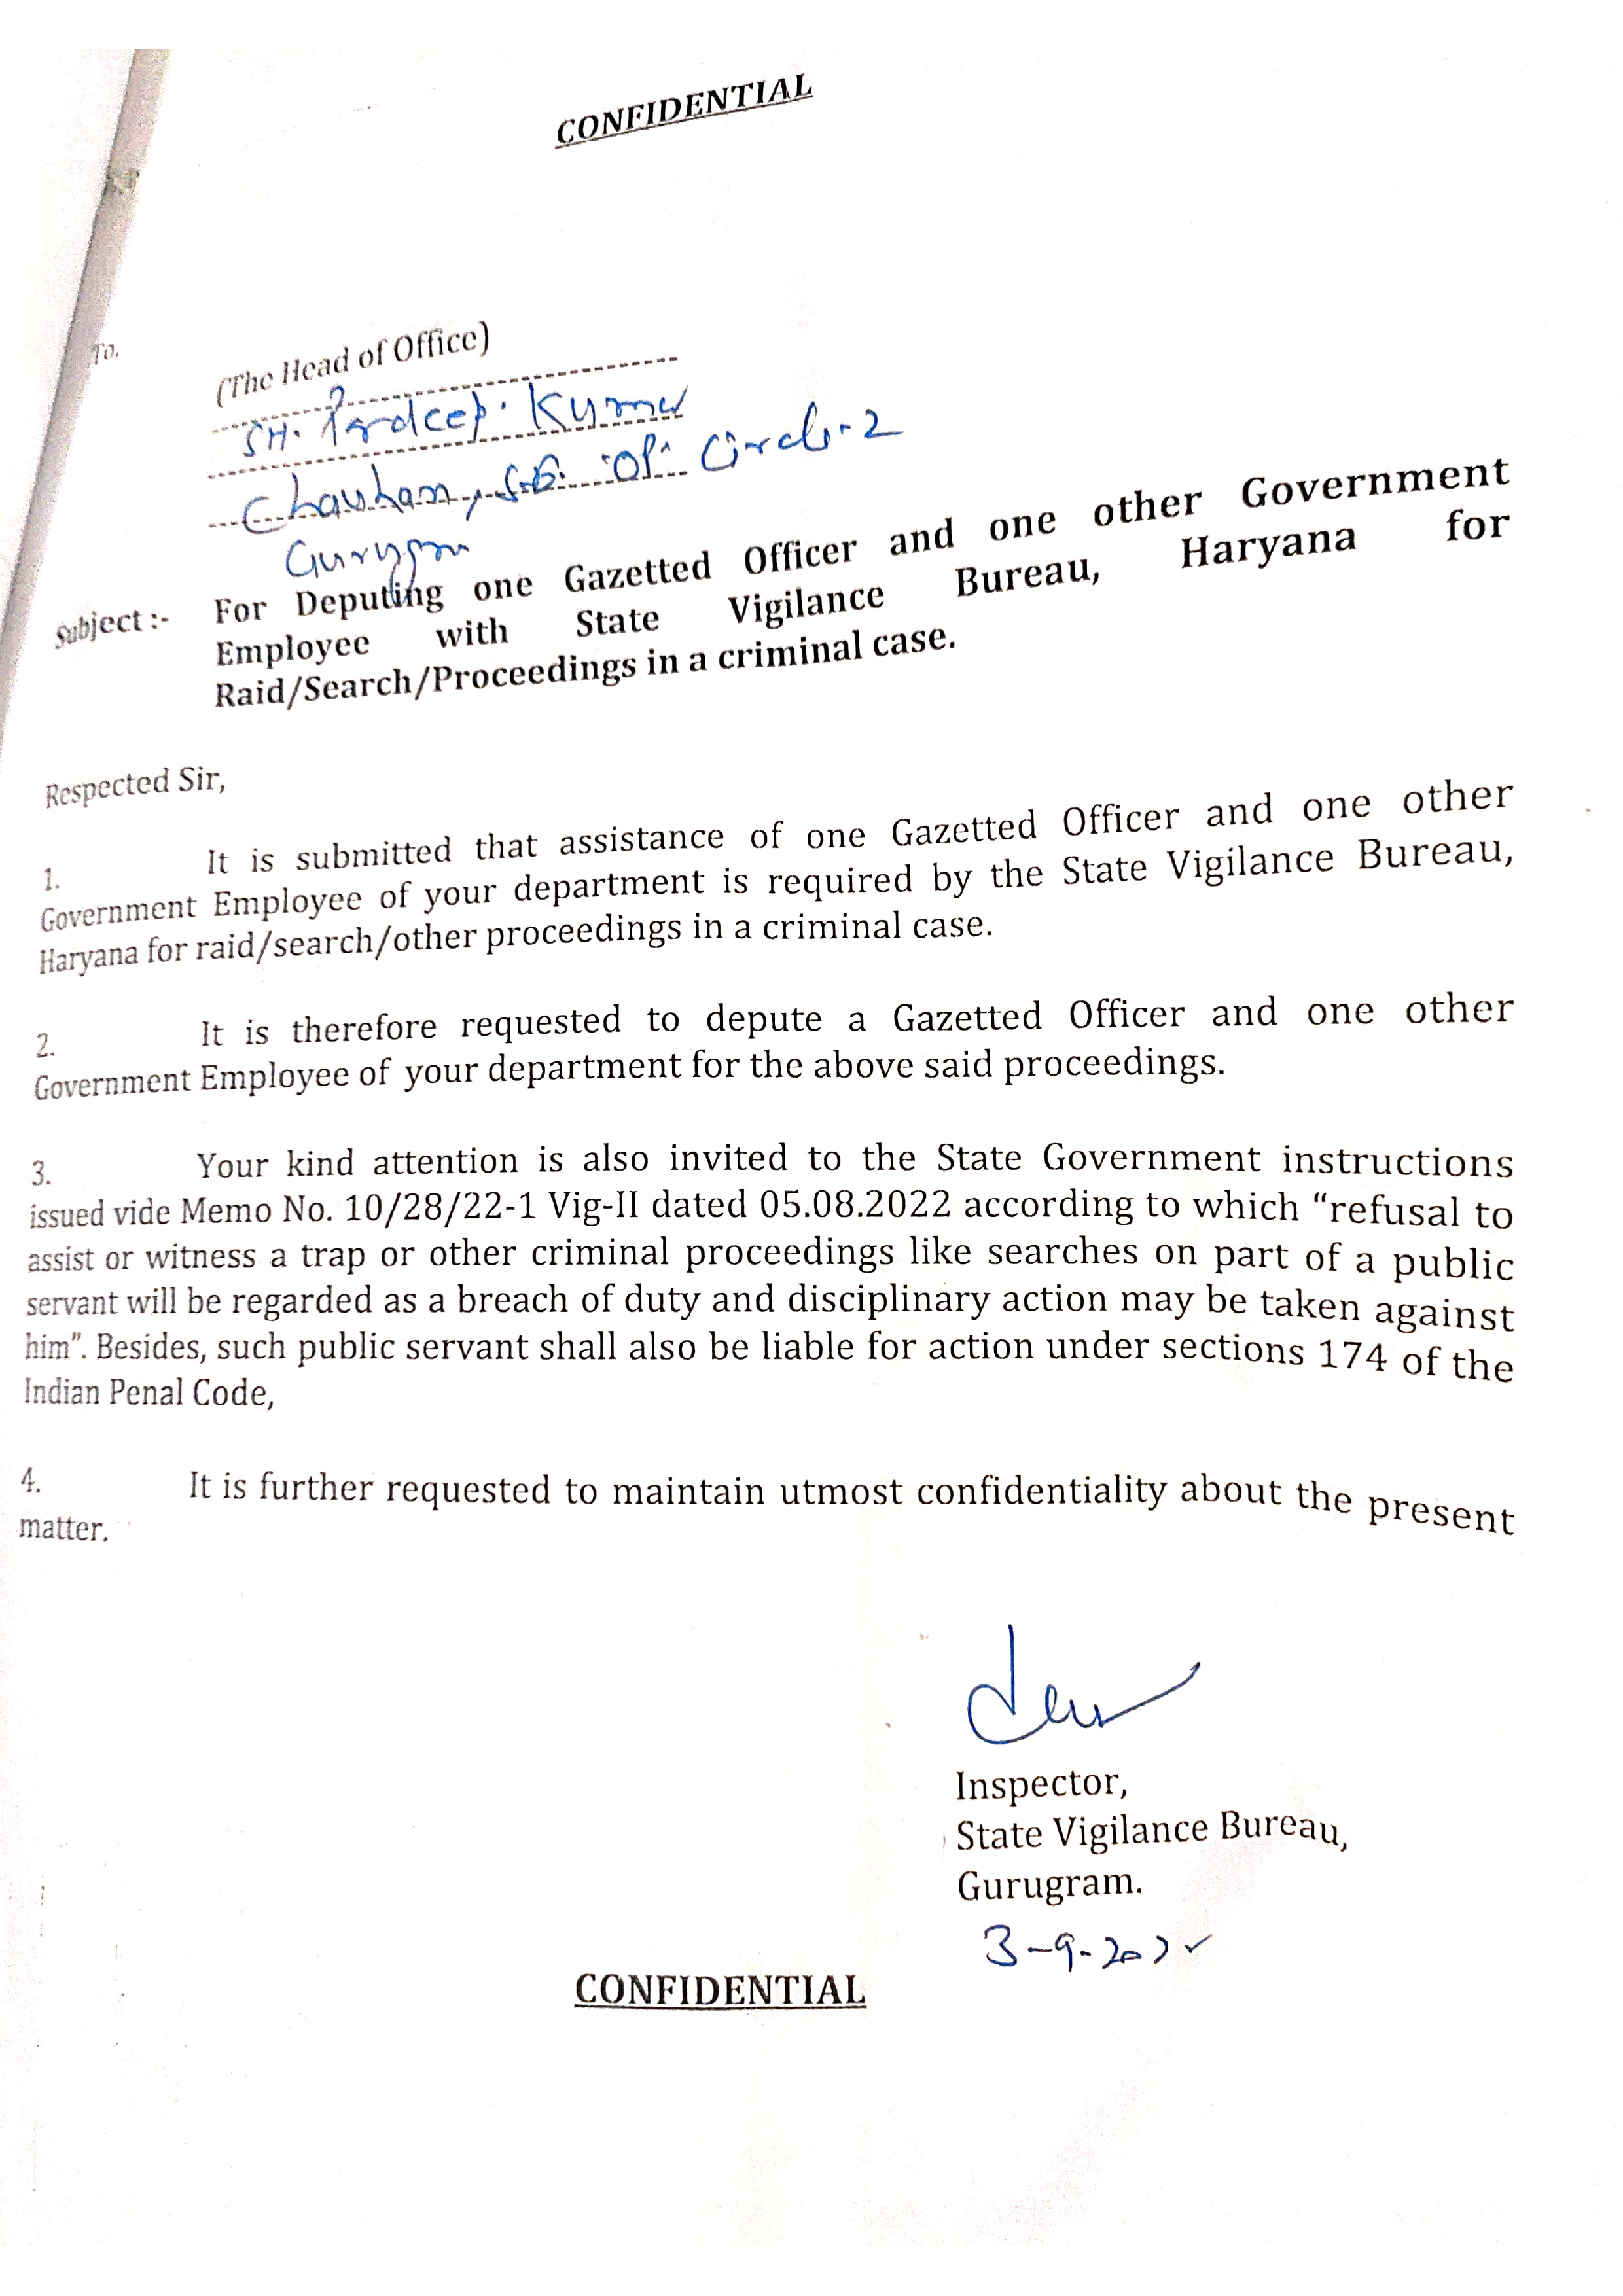 CONFIDENTIAL
To,
(The Head of Office)
SH. Pardeep Kumar
Chauhan, S.E. OP. Circle-2
Gurugram
Subject :- For Deputing one Gazetted Officer and one other Government
Employee with State Vigilance Bureau, Haryana for
Raid/Search/Proceedings in a criminal case.
Respected Sir,
1. It is submitted that assistance of one Gazetted Officer and one other
Government Employee of your department is required by the State Vigilance Bureau,
Haryana for raid/search/other proceedings in a criminal case.
2. It is therefore requested to depute a Gazetted Officer and one other
Government Employee of your department for the above said proceedings.
3. Your kind attention is also invited to the State Government instructions
issued vide Memo No. 10/28/22-1 Vig-II dated 05.08.2022 according to which “refusal to
assist or witness a trap or other criminal proceedings like searches on part of a public
servant will be regarded as a breach of duty and disciplinary action may be taken against
him”. Besides, such public servant shall also be liable for action under sections 174 of the
Indian Penal Code,
4. It is further requested to maintain utmost confidentiality about the present
matter.
Inspector,
State Vigilance Bureau,
Gurugram.
3-9-2022
CONFIDENTIAL